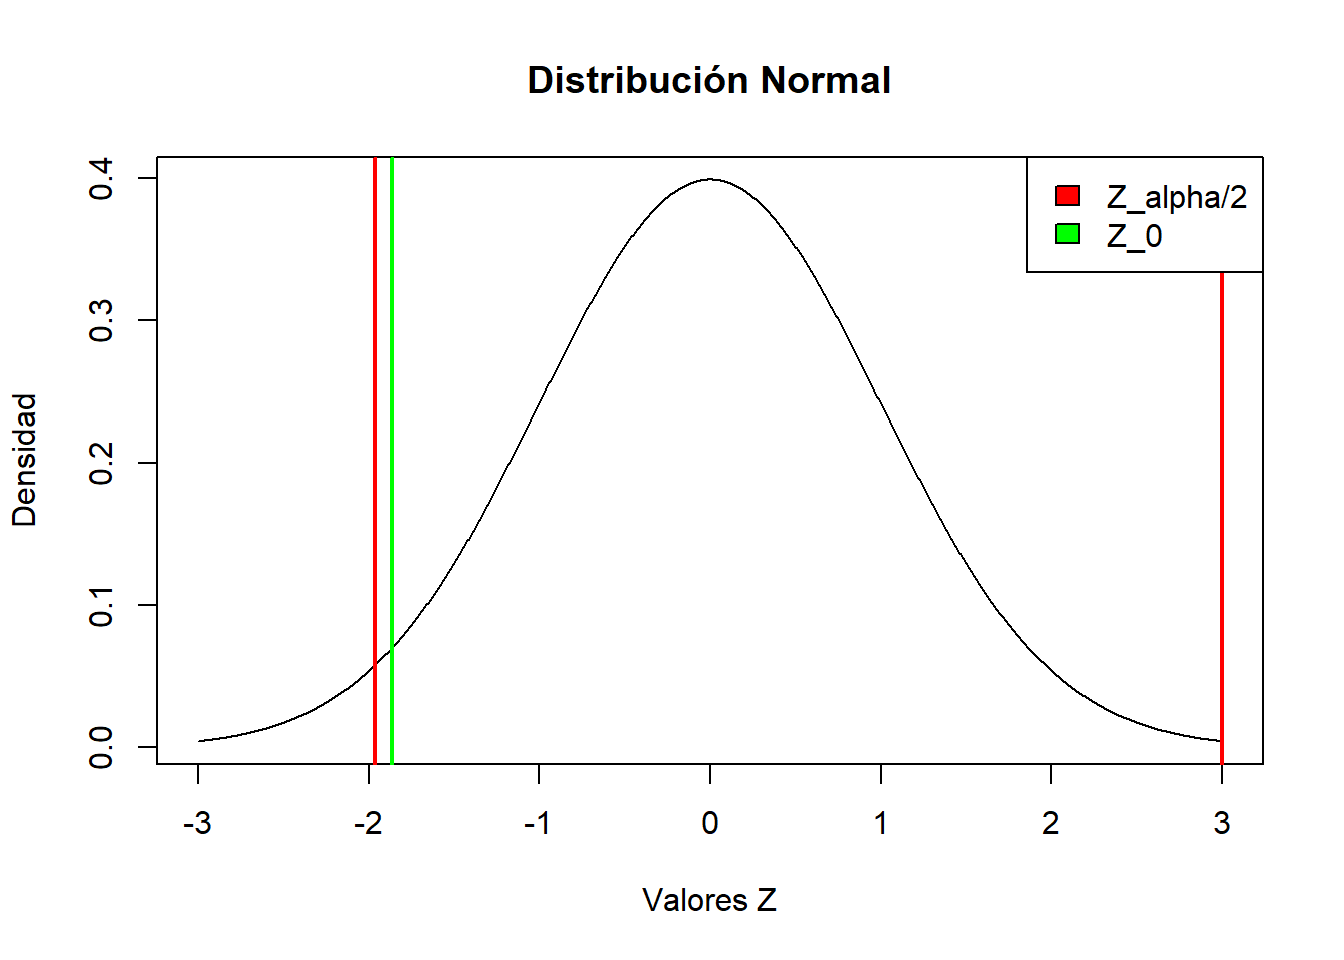 Distribución Normal
Z_alpha/2
Z_0
Densidad
0.4
0.3
0.2
0.1
0.0
-3 -2 -1 0 1 2 3
Valores Z